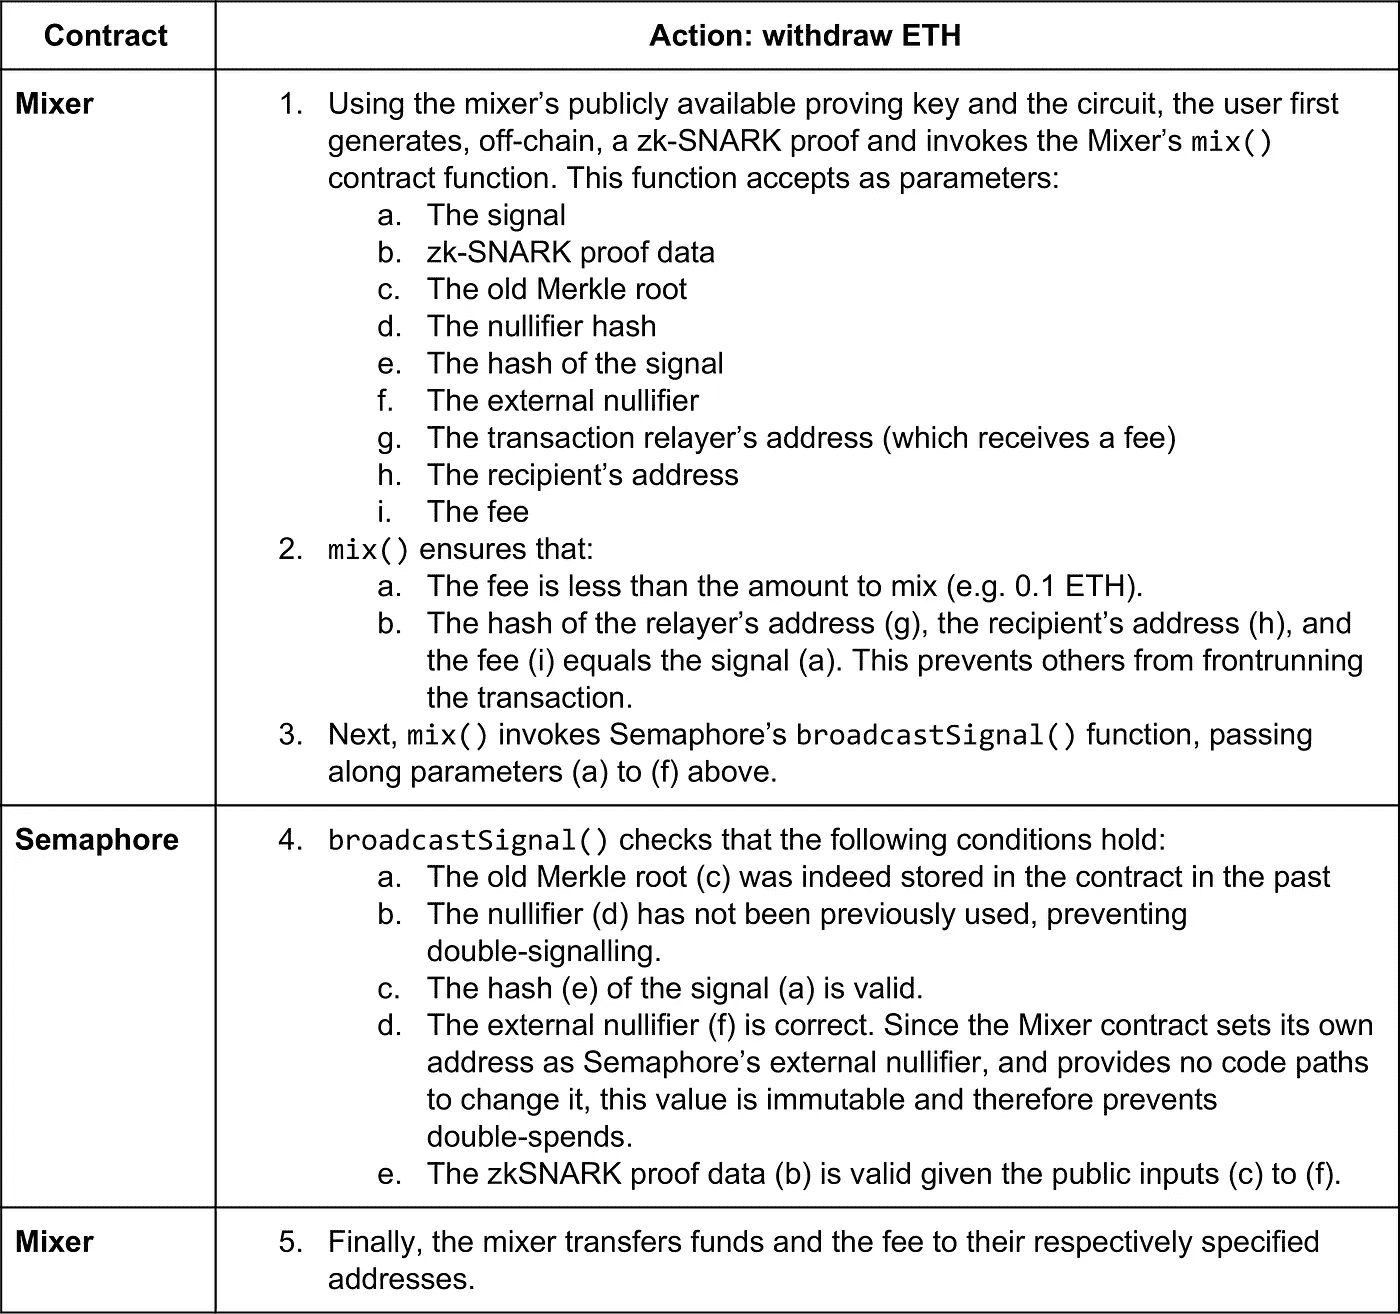 Contract
Action: withdraw ETH
Mixer
1. Using the mixer’s publicly available proving key and the circuit, the user first
generates, off-chain, a zk-SNARK proof and invokes the Mixer’s mix()
contract function. This function accepts as parameters:
a. The signal
b. zk-SNARK proof data
c. The old Merkle root
d. The nullifier hash
e. The hash of the signal
f. The external nullifier
g. The transaction relayer’s address (which receives a fee)
h. The recipient’s address
i. The fee
2. mix() ensures that:
a. The fee is less than the amount to mix (e.g. 0.1 ETH).
b. The hash of the relayer’s address (g), the recipient’s address (h), and
the fee (i) equals the signal (a). This prevents others from frontrunning
the transaction.
3. Next, mix() invokes Semaphore’s broadcastSignal() function, passing
along parameters (a) to (f) above.
Semaphore
4. broadcastSignal() checks that the following conditions hold:
a. The old Merkle root (c) was indeed stored in the contract in the past
b. The nullifier (d) has not been previously used, preventing
double-signalling.
c. The hash (e) of the signal (a) is valid.
d. The external nullifier (f) is correct. Since the Mixer contract sets its own
address as Semaphore’s external nullifier, and provides no code paths
to change it, this value is immutable and therefore prevents
double-spends.
e. The zkSNARK proof data (b) is valid given the public inputs (c) to (f).
Mixer
5. Finally, the mixer transfers funds and the fee to their respectively specified
addresses.